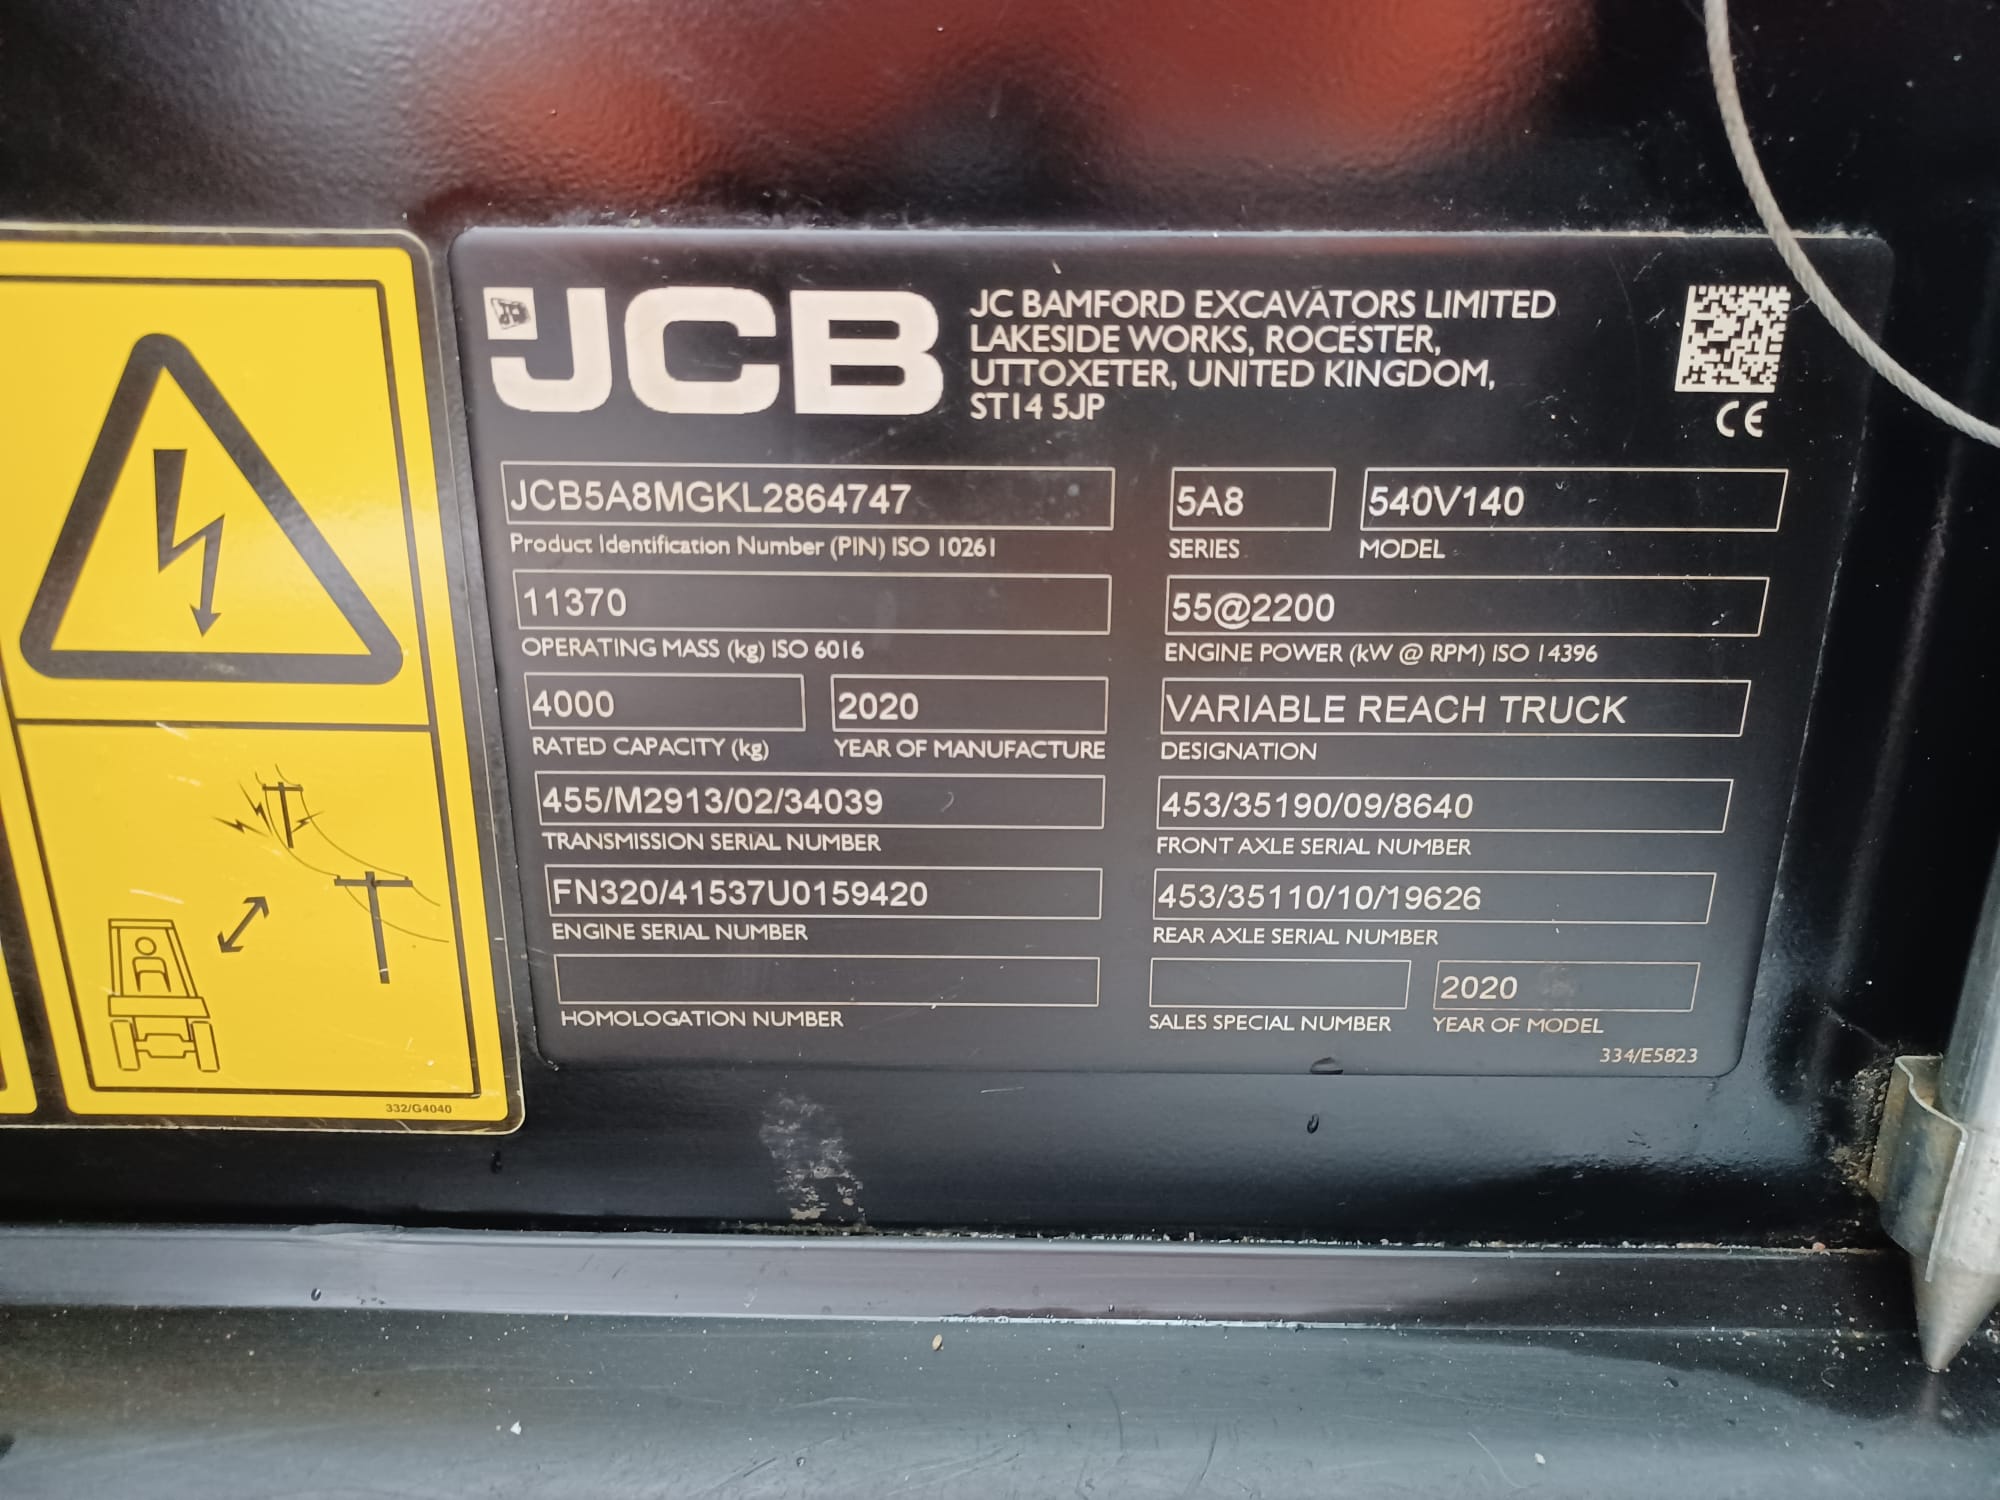 JCB
JC BAMFORD EXCAVATORS LIMITED
LAKESIDE WORKS, ROCESTER,
UTTOXETER, UNITED KINGDOM,
ST14 5JP
CE
JCB5A8MGKL2864747
Product Identification Number (PIN) ISO 10261
5A8
SERIES
540V140
MODEL
11370
OPERATING MASS (kg) ISO 6016
55@2200
ENGINE POWER (kW @ RPM) ISO 14396
4000
RATED CAPACITY (kg)
2020
YEAR OF MANUFACTURE
VARIABLE REACH TRUCK
DESIGNATION
455/M2913/02/34039
TRANSMISSION SERIAL NUMBER
453/35190/09/8640
FRONT AXLE SERIAL NUMBER
FN320/41537U0159420
ENGINE SERIAL NUMBER
453/35110/10/19626
REAR AXLE SERIAL NUMBER
HOMOLOGATION NUMBER
SALES SPECIAL NUMBER
2020
YEAR OF MODEL
334/E5823
332/G4040